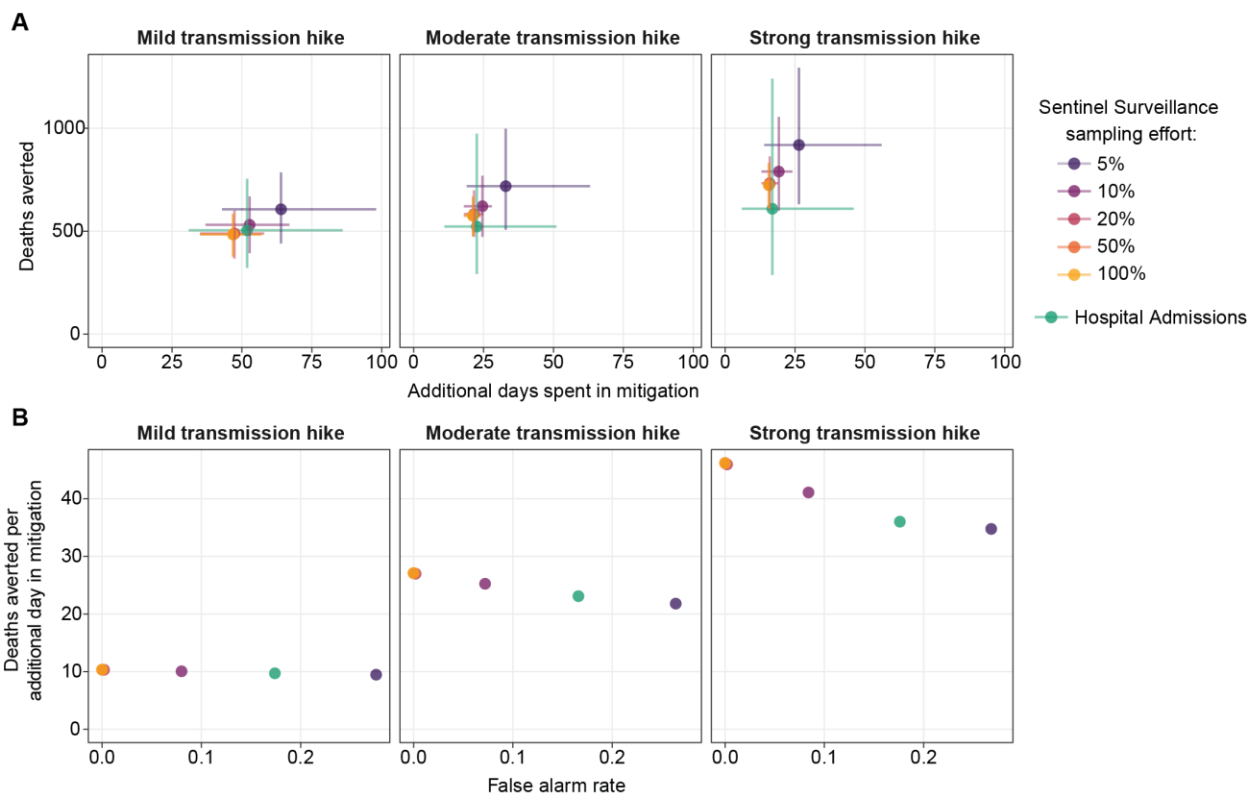 A
Mild transmission hike
Moderate transmission hike
Strong transmission hike
Deaths averted
1000
500
0
0 25 50 75 100
0 25 50 75 100
0 25 50 75 100
Additional days spent in mitigation
Sentinel Surveillance
sampling effort:
5%
10%
20%
50%
100%
Hospital Admissions
B
Mild transmission hike
Moderate transmission hike
Strong transmission hike
Deaths averted per
additional day in mitigation
40
30
20
10
0
0.0 0.1 0.2
0.0 0.1 0.2
0.0 0.1 0.2
False alarm rate